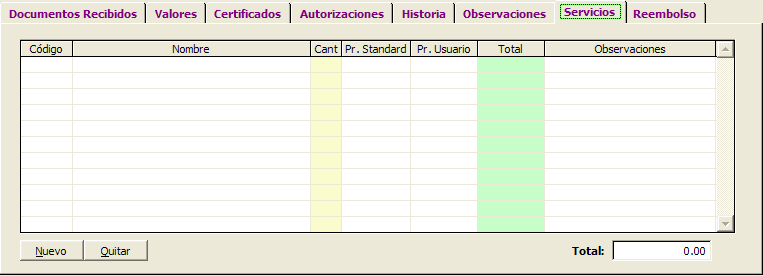 Documentos Recibidos Valores Certificados Autorizaciones Historia Observaciones Servicios Reembolso
Código Nombre Cant Pr. Standard Pr. Usuario Total Observaciones
Nuevo Quitar Total: 0.00